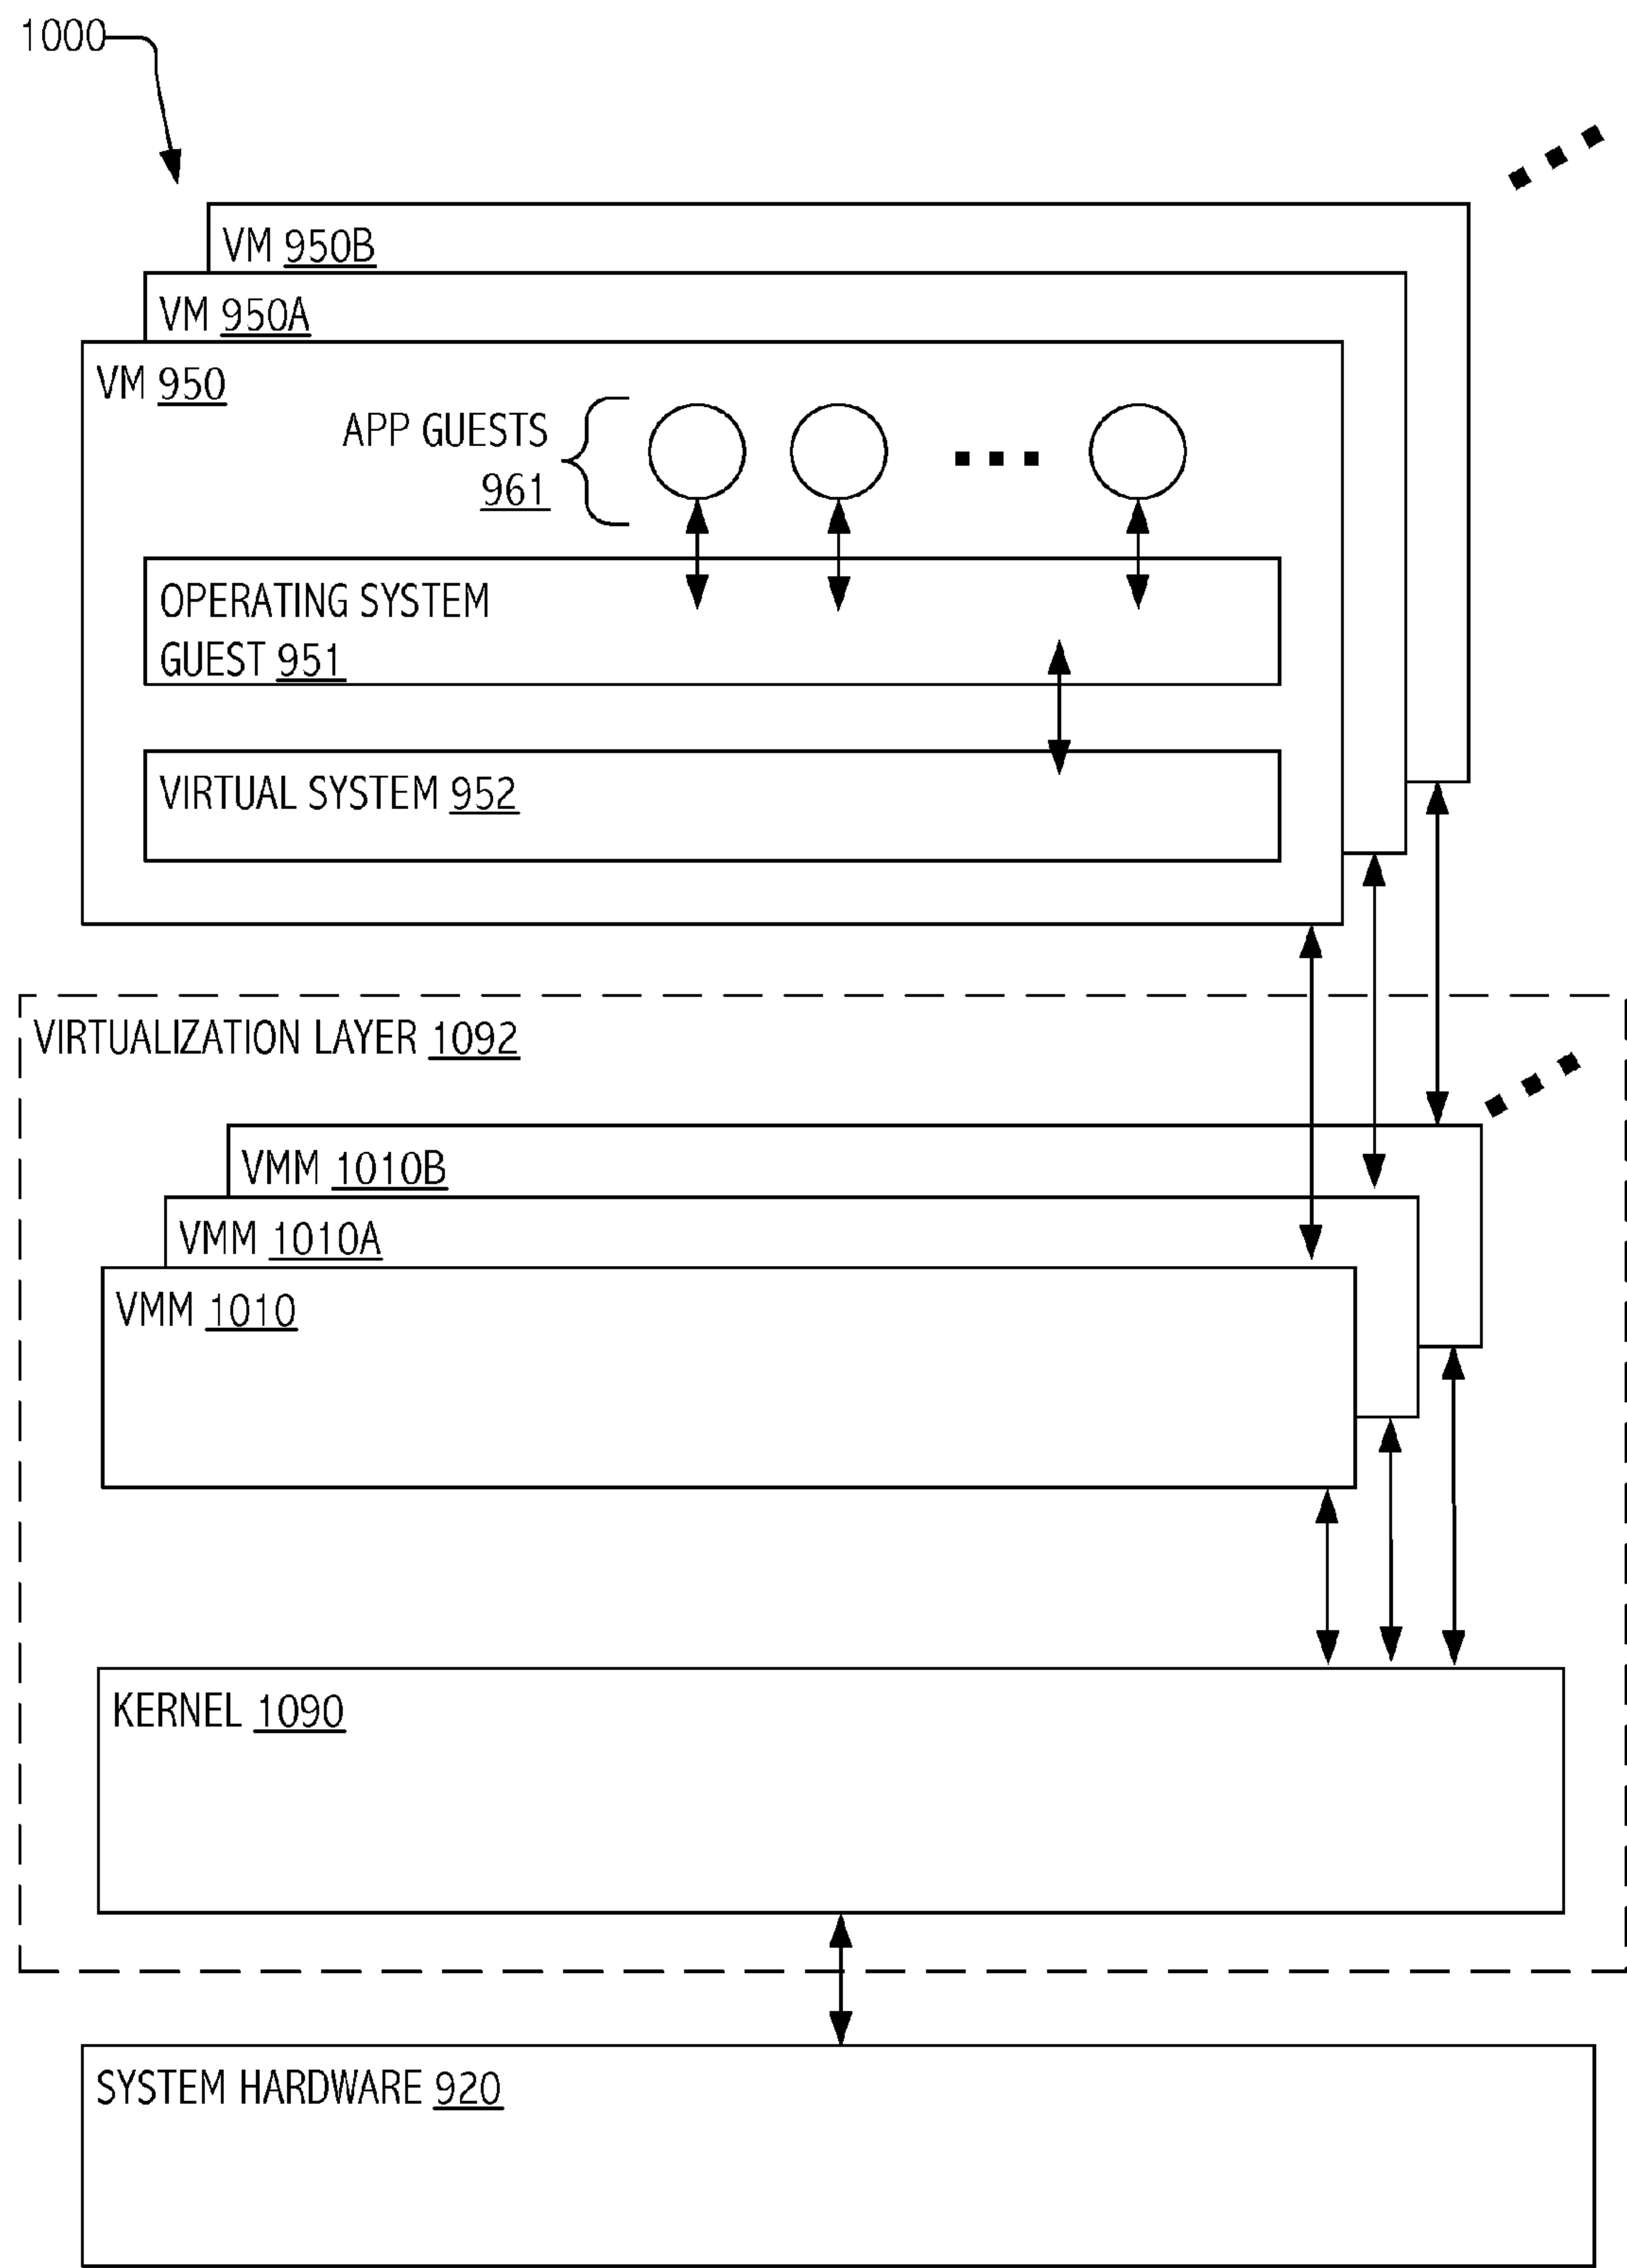 1000
VM 950B
VM 950A
VM 950
APP GUESTS
961
OPERATING SYSTEM
GUEST 951
VIRTUAL SYSTEM 952
VIRTUALIZATION LAYER 1092
VMM 1010B
VMM 1010A
VMM 1010
KERNEL 1090
SYSTEM HARDWARE 920